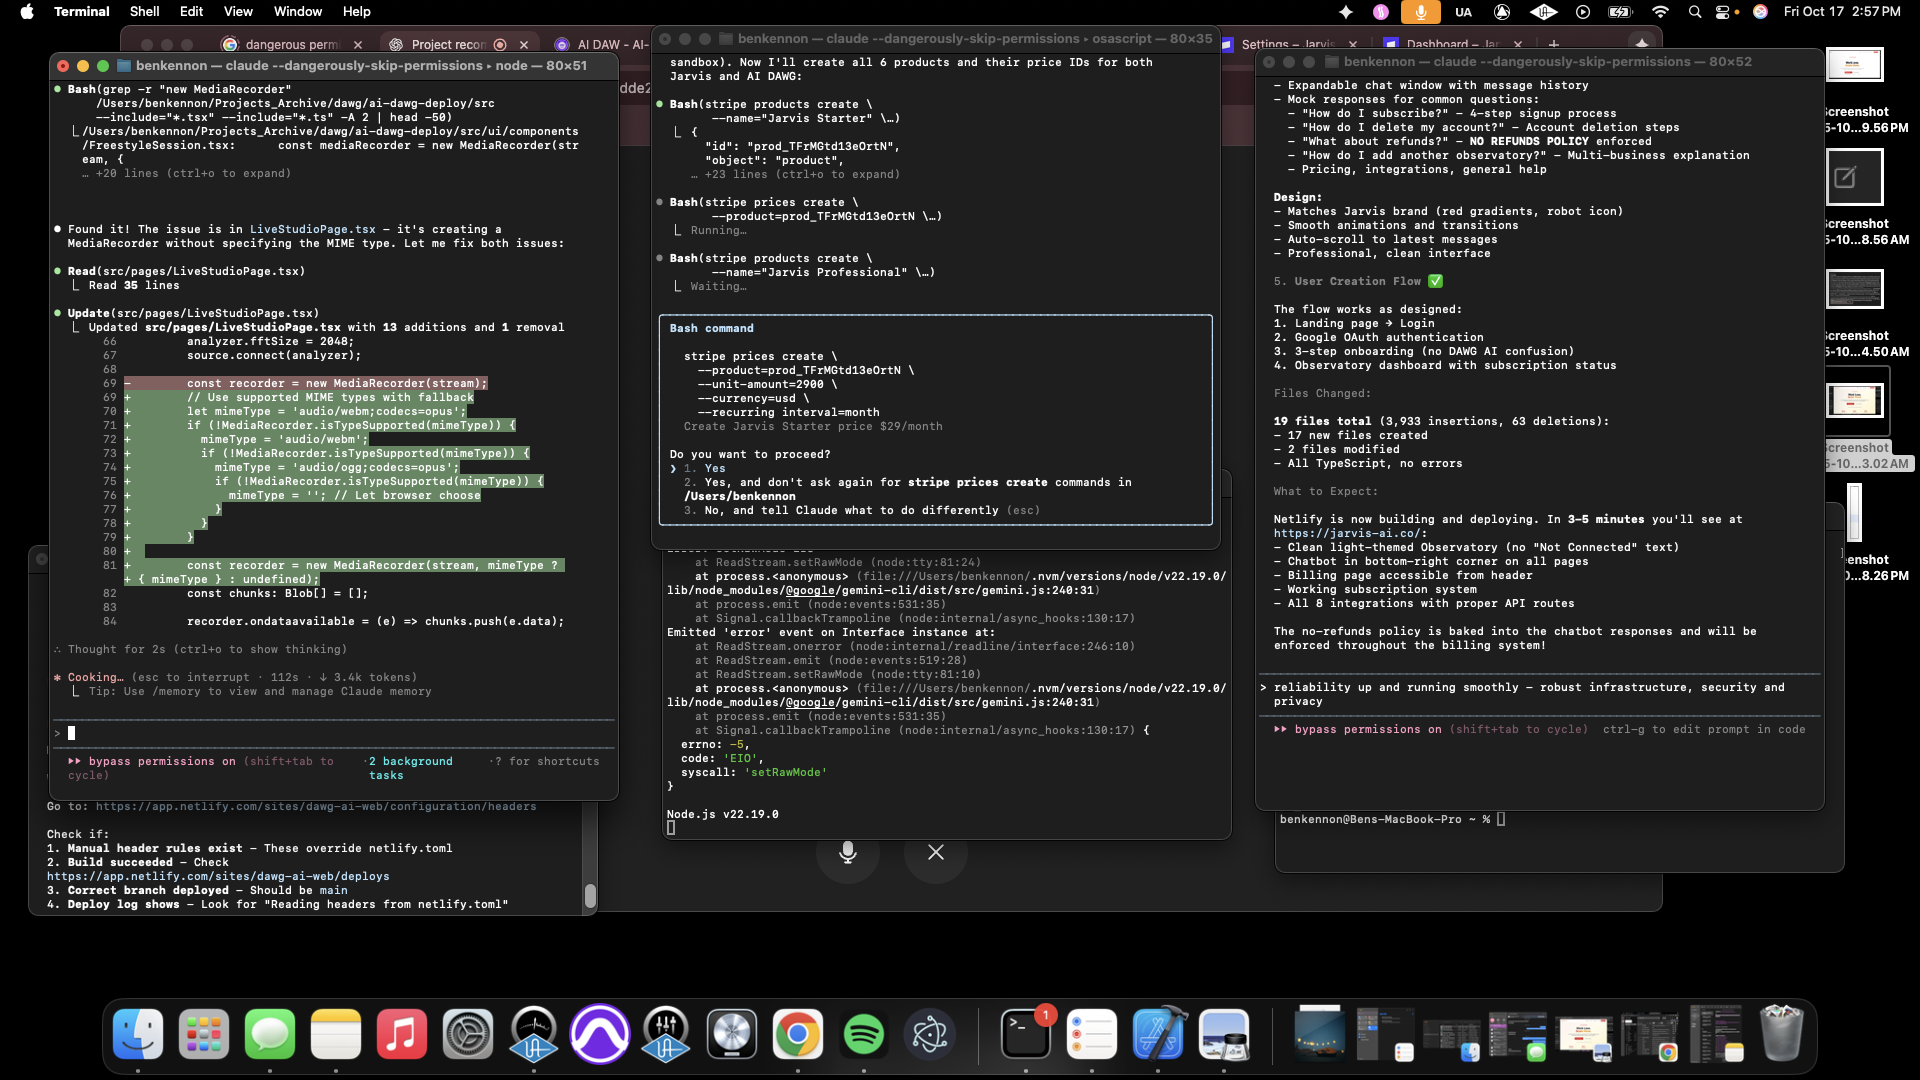 Terminal Shell Edit View Window Help
UA
Fri Oct 17 2:57 PM
dangerous perm
Project recor
AI DAW - AI-
Settings – Jarvis
Dashboard – Jar
benkennon — claude --dangerously-skip-permissions ▸ node — 80×51
Bash(grep -r "new MediaRecorder"
/Users/benkennon/Projects_Archive/dawg/ai-dawg-deploy/src
--include="*.tsx" --include="*.ts" -A 2 | head -50)
/Users/benkennon/Projects_Archive/dawg/ai-dawg-deploy/src/ui/components
/FreestyleSession.tsx:      const mediaRecorder = new MediaRecorder(str
eam, {
… +20 lines (ctrl+o to expand)
Found it! The issue is in LiveStudioPage.tsx – it's creating a
MediaRecorder without specifying the MIME type. Let me fix both issues:
Read(src/pages/LiveStudioPage.tsx)
Read 35 lines
Update(src/pages/LiveStudioPage.tsx)
Updated src/pages/LiveStudioPage.tsx with 13 additions and 1 removal
66 analyzer.fftSize = 2048;
67 source.connect(analyzer);
68
69 - const recorder = new MediaRecorder(stream);
69 + // Use supported MIME types with fallback
70 + let mimeType = 'audio/webm;codecs=opus';
71 + if (!MediaRecorder.isTypeSupported(mimeType)) {
72 + mimeType = 'audio/webm';
73 + if (!MediaRecorder.isTypeSupported(mimeType)) {
74 + mimeType = 'audio/ogg;codecs=opus';
75 + if (!MediaRecorder.isTypeSupported(mimeType)) {
76 + mimeType = ''; // Let browser choose
77 + }
78 + }
79 + }
80 +
81 + const recorder = new MediaRecorder(stream, mimeType ?
+ { mimeType } : undefined);
82 const chunks: Blob[] = [];
83
84 recorder.ondataavailable = (e) => chunks.push(e.data);
∴ Thought for 2s (ctrl+o to show thinking)
✻ Cooking… (esc to interrupt · 112s · ↓ 3.4k tokens)
Tip: Use /memory to view and manage Claude memory
>
▸▸ bypass permissions on (shift+tab to cycle) · 2 background tasks · ? for shortcuts
Go to: https://app.netlify.com/sites/dawg-ai-web/configuration/headers
Check if:
1. Manual header rules exist – These override netlify.toml
2. Build succeeded – Check
https://app.netlify.com/sites/dawg-ai-web/deploys
3. Correct branch deployed – Should be main
4. Deploy log shows – Look for "Reading headers from netlify.toml"
benkennon — claude --dangerously-skip-permissions ▸ osascript — 80×35
sandbox). Now I'll create all 6 products and their price IDs for both
Jarvis and AI DAWG:
Bash(stripe products create \
--name="Jarvis Starter" \…)
{
"id": "prod_TFrMGtd13eOrtN",
"object": "product",
… +23 lines (ctrl+o to expand)
Bash(stripe prices create \
--product=prod_TFrMGtd13eOrtN \…)
Running…
Bash(stripe products create \
--name="Jarvis Professional" \…)
Waiting…
Bash command
stripe prices create \
--product=prod_TFrMGtd13eOrtN \
--unit-amount=2900 \
--currency=usd \
--recurring interval=month
Create Jarvis Starter price $29/month
Do you want to proceed?
❯ 1. Yes
2. Yes, and don't ask again for stripe prices create commands in
/Users/benkennon
3. No, and tell Claude what to do differently (esc)
at ReadStream.setRawMode (node:tty:81:24)
at process.<anonymous> (file:///Users/benkennon/.nvm/versions/node/v22.19.0/
lib/node_modules/@google/gemini-cli/dist/src/gemini.js:240:31)
at process.emit (node:events:531:35)
at Signal.callbackTrampoline (node:internal/async_hooks:130:17)
Emitted 'error' event on Interface instance at:
at ReadStream.onerror (node:internal/readline/interface:246:10)
at ReadStream.emit (node:events:519:28)
at ReadStream.setRawMode (node:tty:81:10)
at process.<anonymous> (file:///Users/benkennon/.nvm/versions/node/v22.19.0/
lib/node_modules/@google/gemini-cli/dist/src/gemini.js:240:31)
at process.emit (node:events:531:35)
at Signal.callbackTrampoline (node:internal/async_hooks:130:17) {
errno: -5,
code: 'EIO',
syscall: 'setRawMode'
}
Node.js v22.19.0
benkennon — claude --dangerously-skip-permissions — 80×52
– Expandable chat window with message history
– Mock responses for common questions:
– "How do I subscribe?" – 4-step signup process
– "How do I delete my account?" – Account deletion steps
– "What about refunds?" – NO REFUNDS POLICY enforced
– "How do I add another observatory?" – Multi-business explanation
– Pricing, integrations, general help
Design:
– Matches Jarvis brand (red gradients, robot icon)
– Smooth animations and transitions
– Auto-scroll to latest messages
– Professional, clean interface
5. User Creation Flow ✅
The flow works as designed:
1. Landing page → Login
2. Google OAuth authentication
3. 3-step onboarding (no DAWG AI confusion)
4. Observatory dashboard with subscription status
Files Changed:
19 files total (3,933 insertions, 63 deletions):
– 17 new files created
– 2 files modified
– All TypeScript, no errors
What to Expect:
Netlify is now building and deploying. In 3–5 minutes you'll see at
https://jarvis-ai.co/:
– Clean light-themed Observatory (no "Not Connected" text)
– Chatbot in bottom-right corner on all pages
– Billing page accessible from header
– Working subscription system
– All 8 integrations with proper API routes
The no-refunds policy is baked into the chatbot responses and will be
enforced throughout the billing system!
> reliability up and running smoothly – robust infrastructure, security and
privacy
▸▸ bypass permissions on (shift+tab to cycle) ctrl-g to edit prompt in code
benkennon@Bens-MacBook-Pro ~ %
Screenshot
5-10...9.56 PM
Screenshot
5-10...8.56 AM
Screenshot
5-10...4.50 AM
Screenshot
5-10...3.02 AM
enshot
0...8.26 PM
1